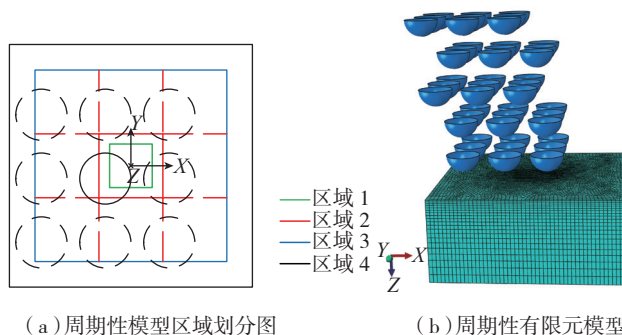 Y
X
Z
区域 1
区域 2
区域 3
区域 4
Y
X
Z
（a）周期性模型区域划分图
（b）周期性有限元模型